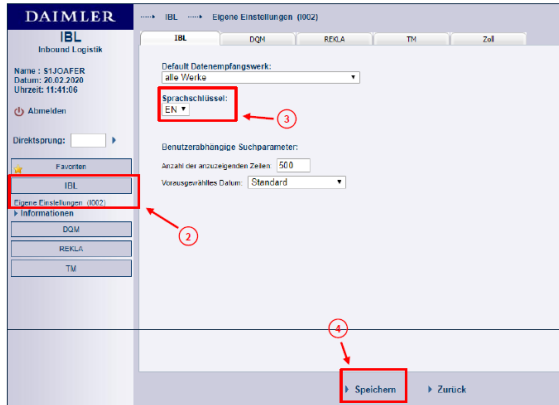 DAIMLER
IBL
Inbound Logistik
Name : S1JOAFER
Datum: 20.02.2020
Uhrzeit: 11:41:06
Abmelden
Direktsprung:
Favoriten
IBL
Eigene Einstellungen (I002)
Informationen
DQM
REKLA
TM
IBL Eigene Einstellungen (I002)
IBL DQM REKLA TM Zoll
Default Datenempfangswerk:
alle Werke
Sprachschlüssel:
EN
3
Benutzerabhängige Suchparameter:
Anzahl der anzuzeigenden Zeilen: 500
Vorausgewähltes Datum: Standard
2
4
Speichern Zurück